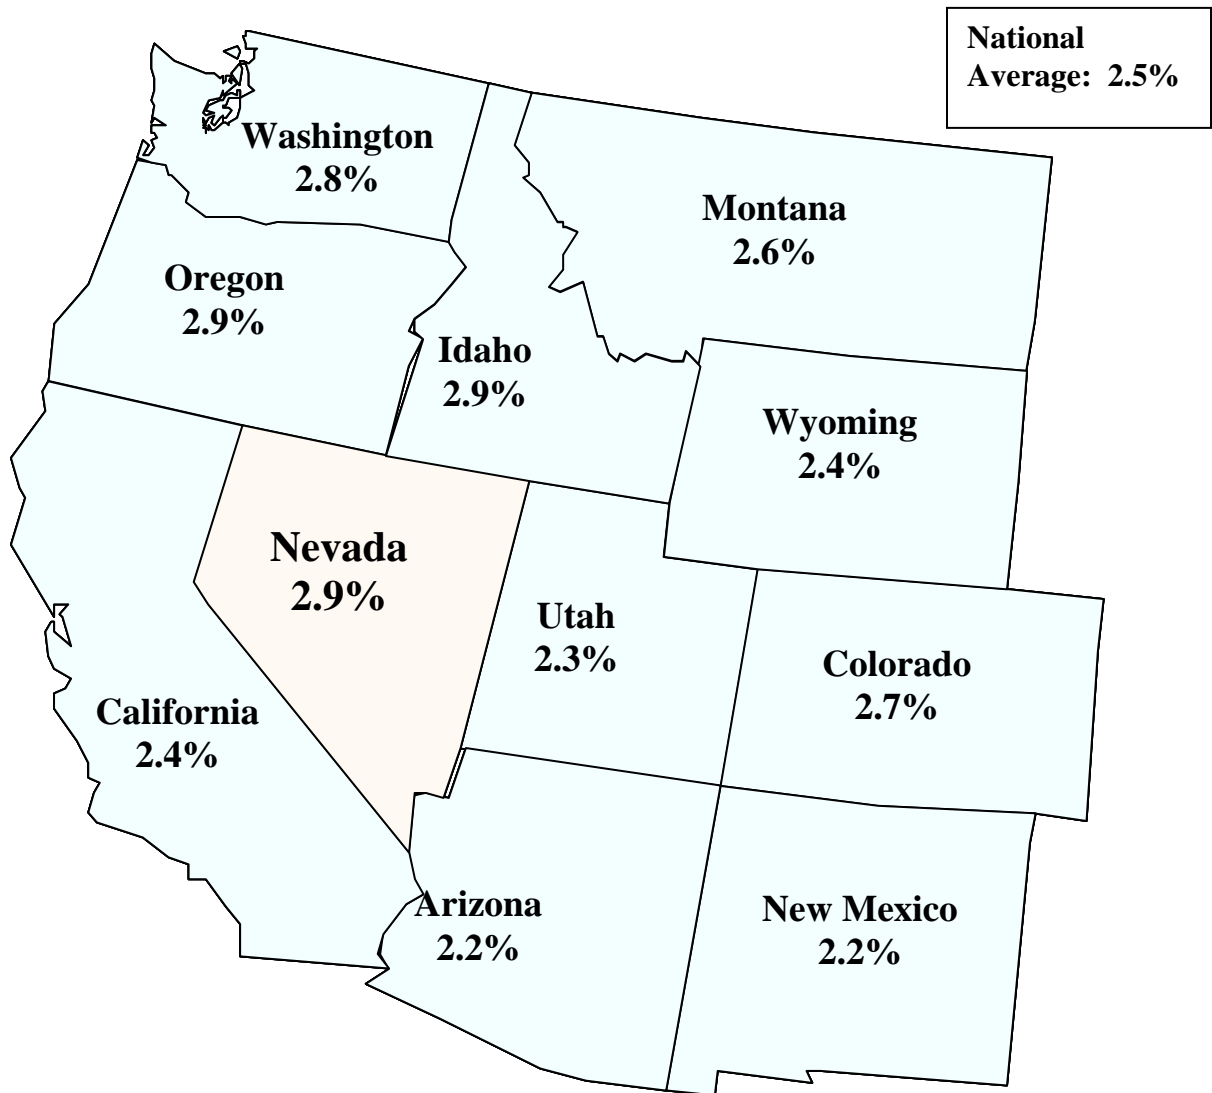 National
Average: 2.5%
Washington
2.8%
Montana
2.6%
Oregon
2.9%
Idaho
2.9%
Wyoming
2.4%
Nevada
2.9%
Utah
2.3%
Colorado
2.7%
California
2.4%
Arizona
2.2%
New Mexico
2.2%